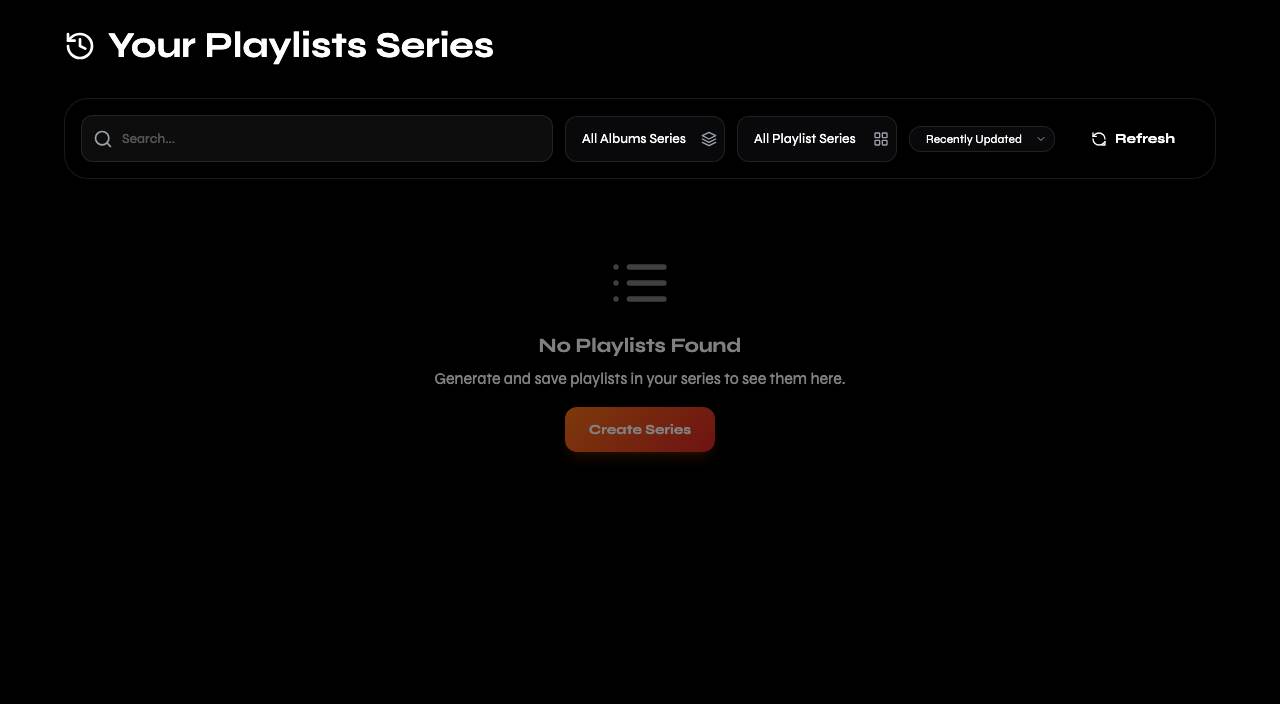 Your Playlists Series
Search...
All Albums Series
All Playlist Series
Recently Updated
Refresh
No Playlists Found
Generate and save playlists in your series to see them here.
Create Series